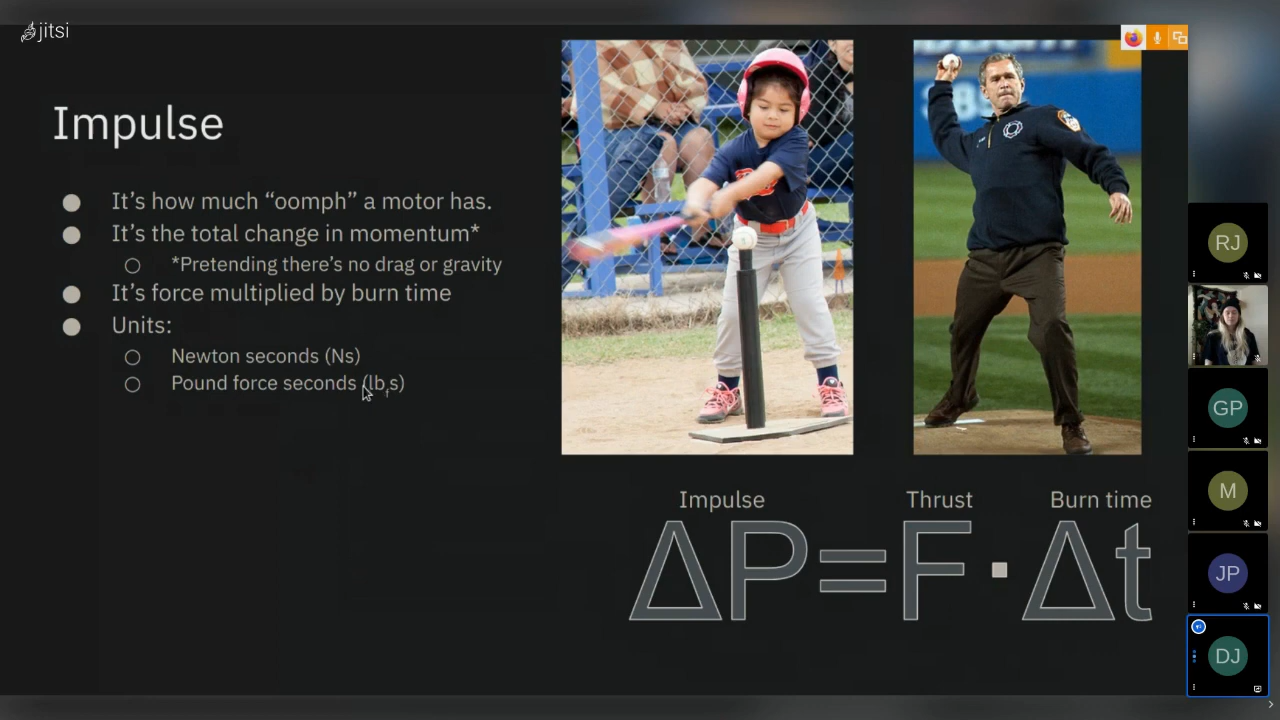 jitsi
Impulse
It's how much “oomph” a motor has.
It's the total change in momentum*
*Pretending there's no drag or gravity
It's force multiplied by burn time
Units:
Newton seconds (Ns)
Pound force seconds (lbfs)
Impulse Thrust Burn time
ΔP=F·Δt
RJ
GP
M
JP
DJ